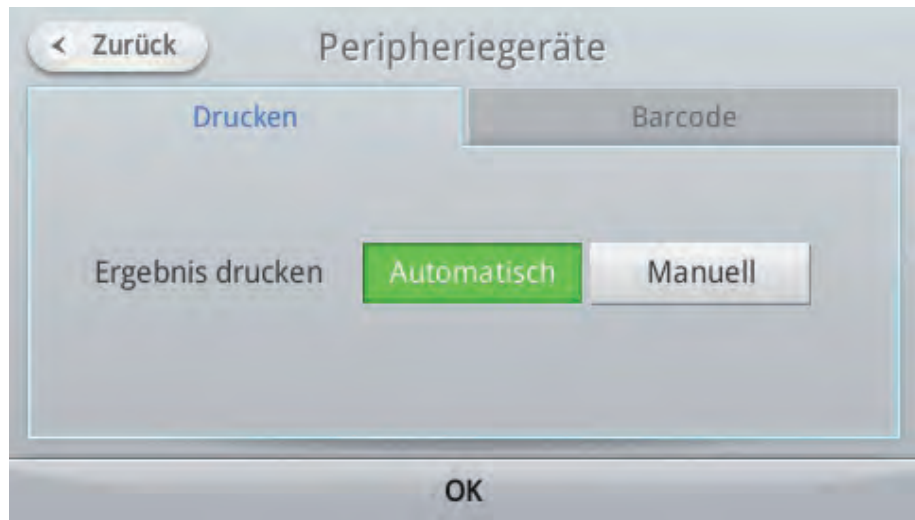 Zurück
Peripheriegeräte
Drucken
Barcode
Ergebnis drucken
Automatisch
Manuell
OK